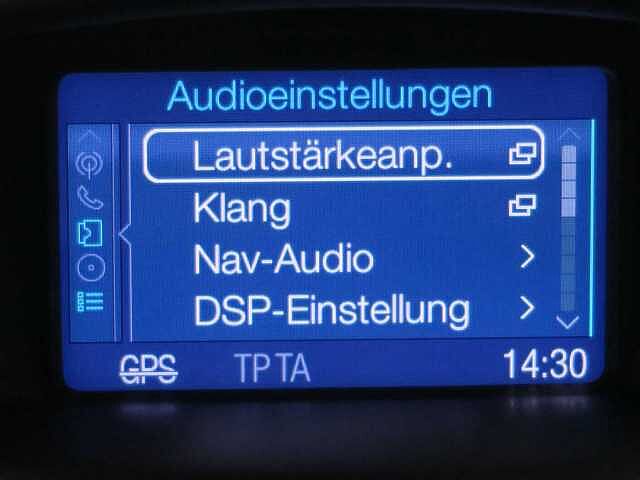 Audioeinstellungen
Lautstärkeanp.
Klang
Nav-Audio
DSP-Einstellung
GPS TP TA 14:30